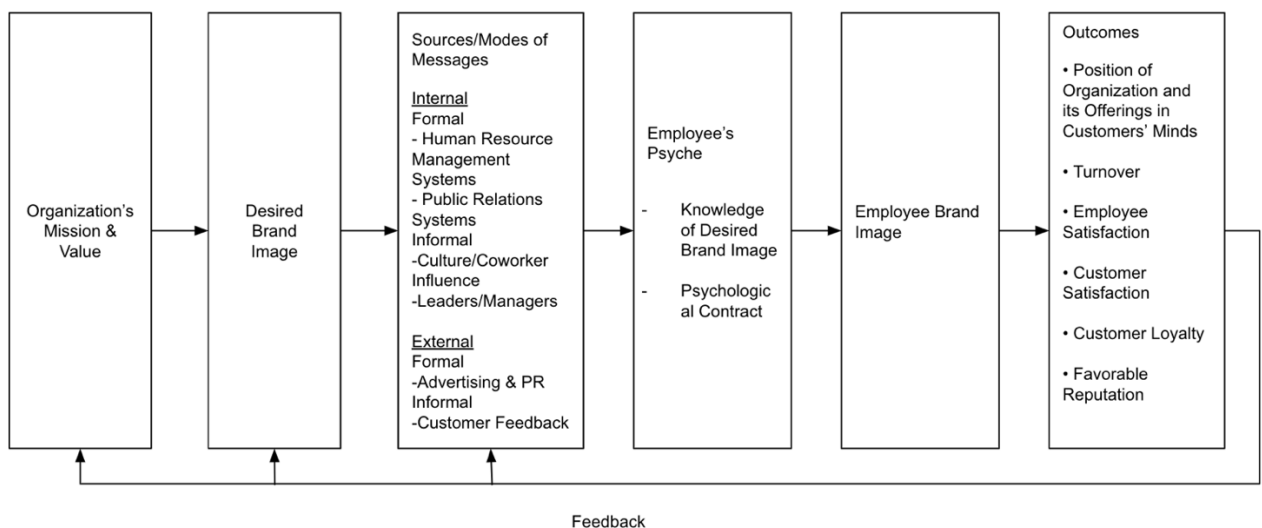 Organization's
Mission &
Value
Desired
Brand
Image
Sources/Modes of
Messages
Internal
Formal
- Human Resource
Management
Systems
- Public Relations
Systems
Informal
-Culture/Coworker
Influence
-Leaders/Managers
External
Formal
-Advertising & PR
Informal
-Customer Feedback
Employee's
Psyche
- Knowledge
of Desired
Brand Image
- Psychologic
al Contract
Employee Brand
Image
Outcomes
• Position of
Organization and
its Offerings in
Customers' Minds
• Turnover
• Employee
Satisfaction
• Customer
Satisfaction
• Customer Loyalty
• Favorable
Reputation
Feedback